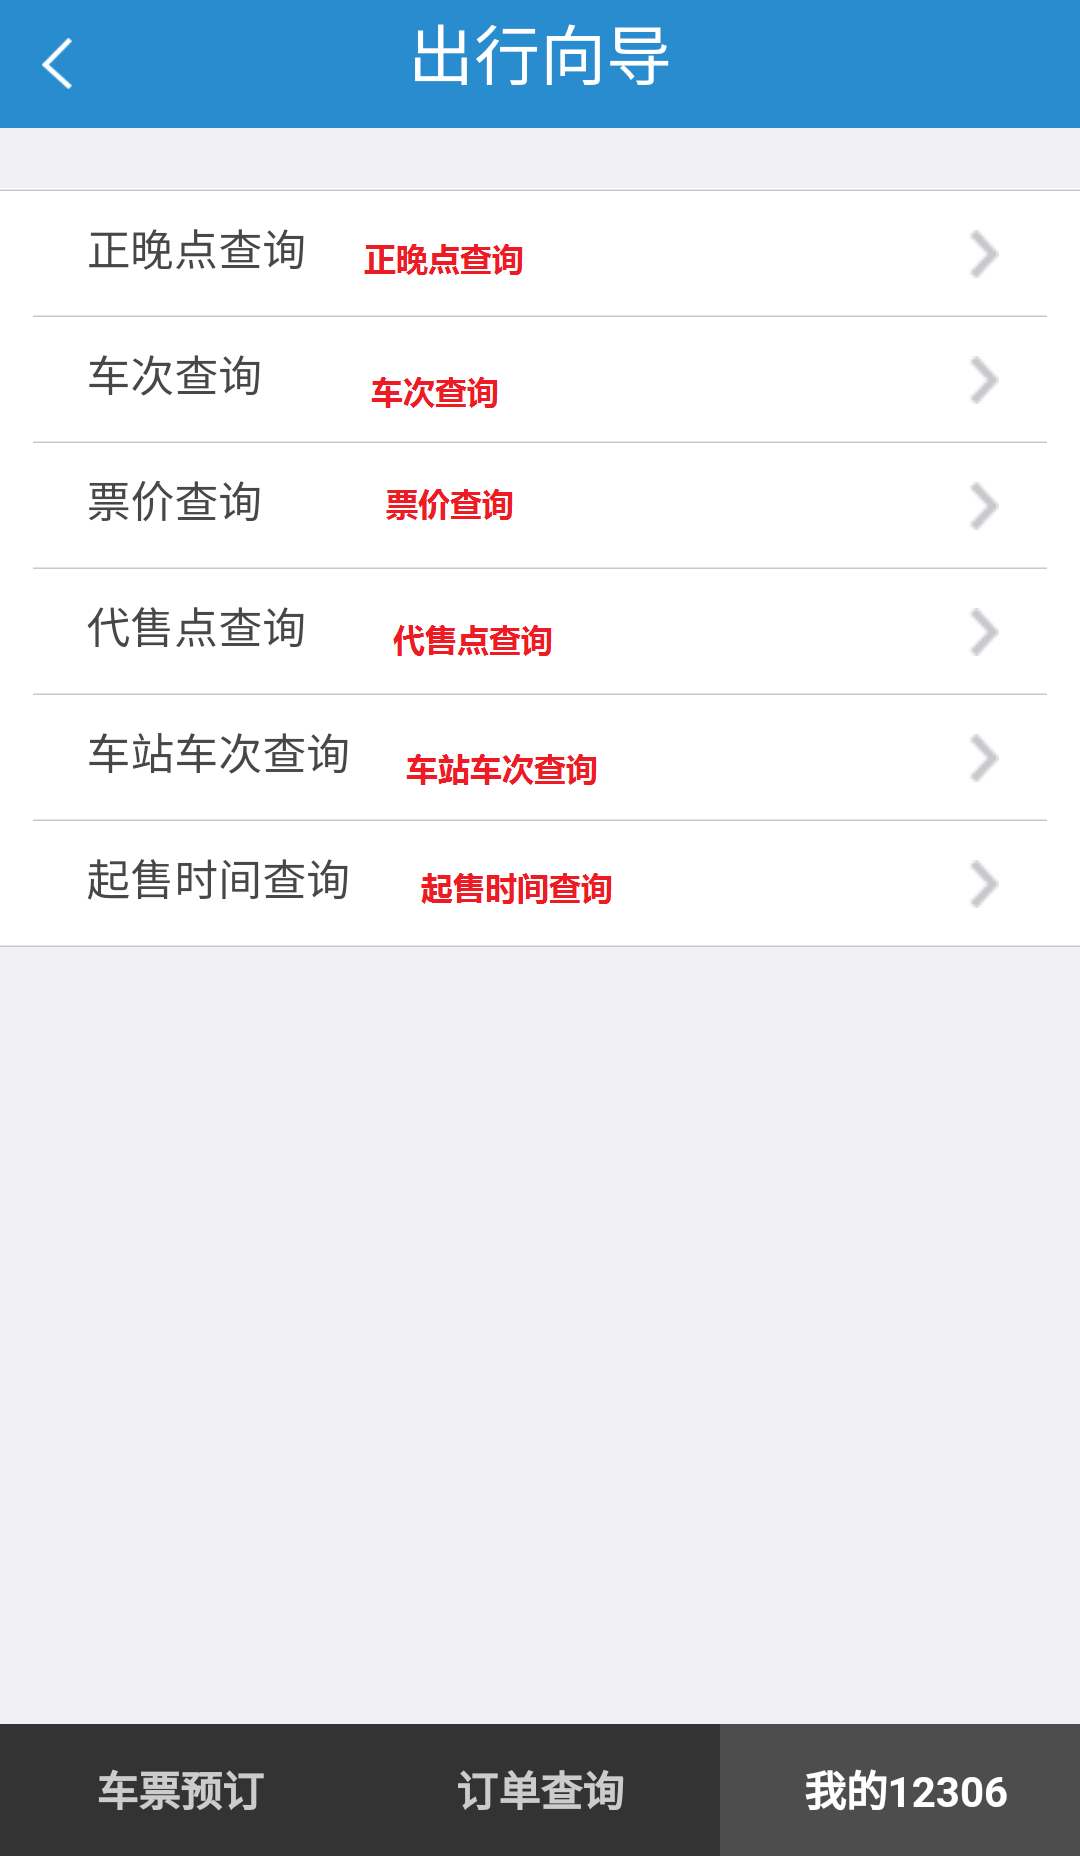 出行向导
正晚点查询 正晚点查询
车次查询 车次查询
票价查询 票价查询
代售点查询 代售点查询
车站车次查询 车站车次查询
起售时间查询 起售时间查询
车票预订 订单查询 我的12306